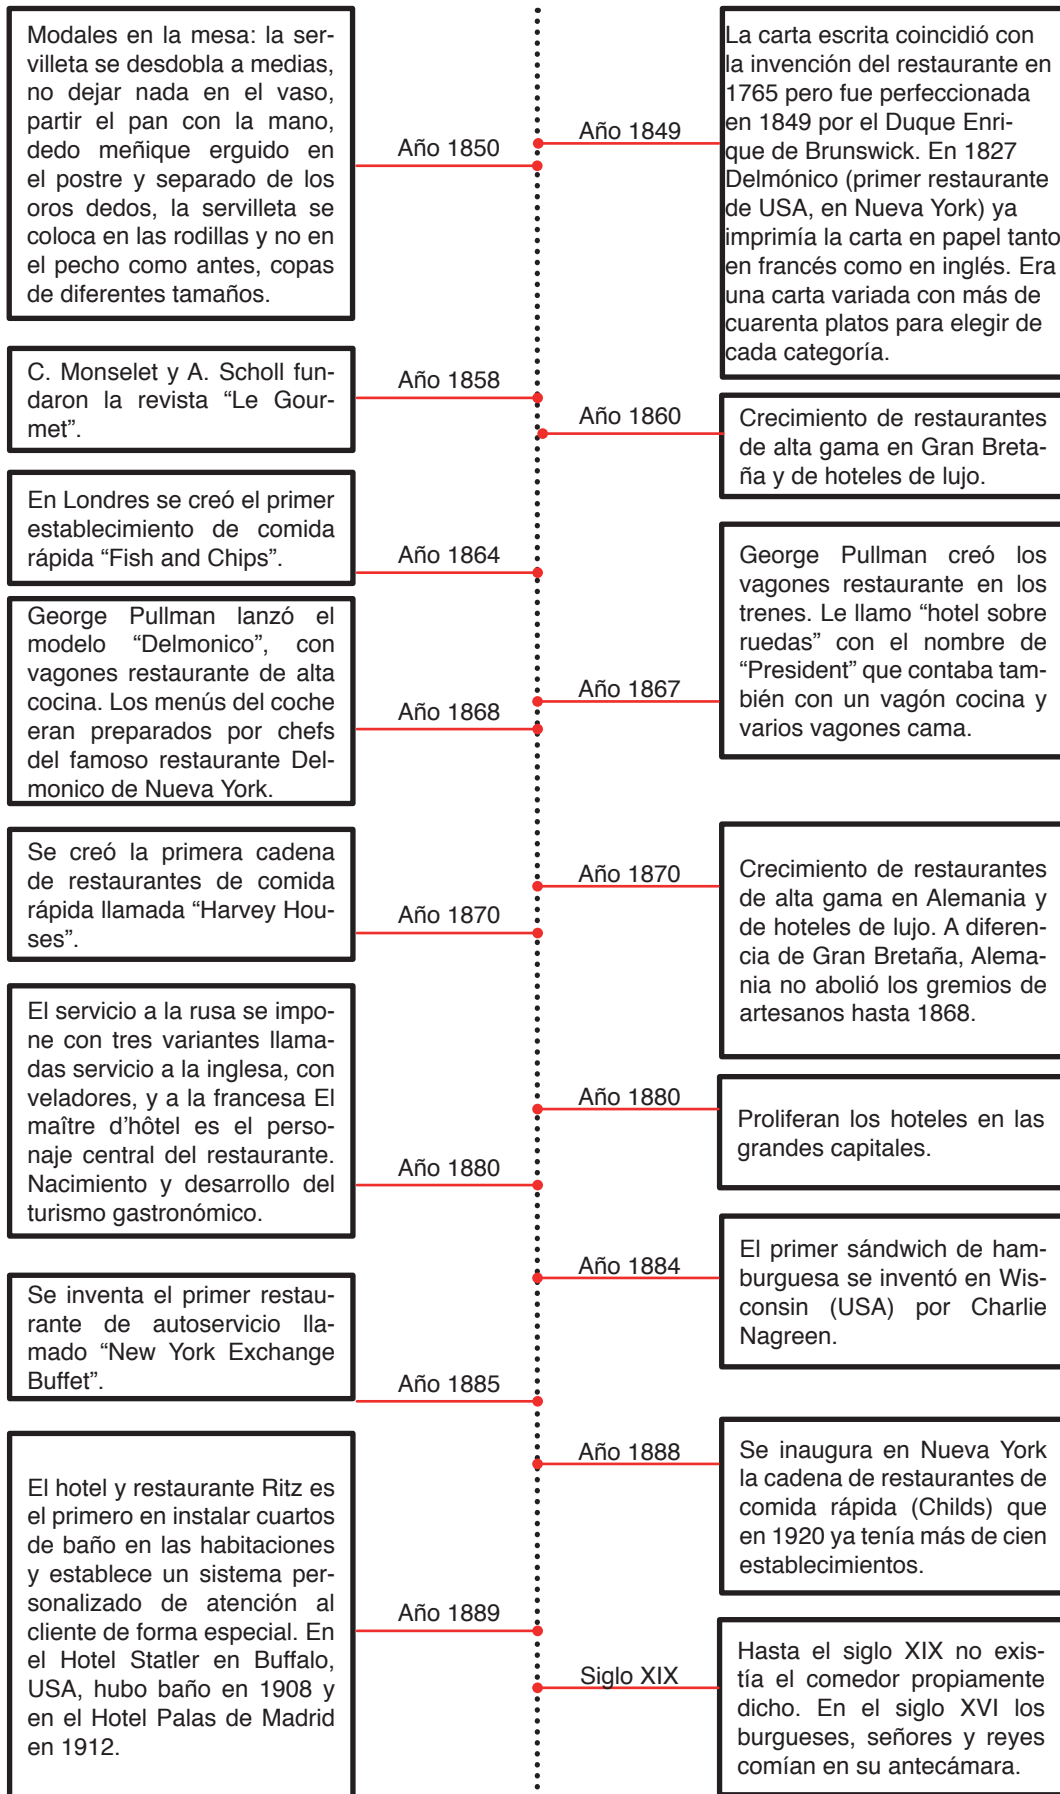 Modales en la mesa: la ser-
villeta se desdobla a medias,
no dejar nada en el vaso,
partir el pan con la mano,
dedo meñique erguido en
el postre y separado de los
oros dedos, la servilleta se
coloca en las rodillas y no en
el pecho como antes, copas
de diferentes tamaños.
Año 1850
Año 1849
La carta escrita coincidió con
la invención del restaurante en
1765 pero fue perfeccionada
en 1849 por el Duque Enri-
que de Brunswick. En 1827
Delmónico (primer restaurante
de USA, en Nueva York) ya
imprimía la carta en papel tanto
en francés como en inglés. Era
una carta variada con más de
cuarenta platos para elegir de
cada categoría.
C. Monselet y A. Scholl fun-
daron la revista “Le Gour-
met”.
Año 1858
Año 1860
Crecimiento de restaurantes
de alta gama en Gran Breta-
ña y de hoteles de lujo.
En Londres se creó el primer
establecimiento de comida
rápida “Fish and Chips”.
Año 1864
George Pullman creó los
vagones restaurante en los
trenes. Le llamo “hotel sobre
ruedas” con el nombre de
“President” que contaba tam-
bién con un vagón cocina y
varios vagones cama.
Año 1867
George Pullman lanzó el
modelo “Delmonico”, con
vagones restaurante de alta
cocina. Los menús del coche
eran preparados por chefs
del famoso restaurante Del-
monico de Nueva York.
Año 1868
Se creó la primera cadena
de restaurantes de comida
rápida llamada “Harvey Hou-
ses”.
Año 1870
Año 1870
Crecimiento de restaurantes
de alta gama en Alemania y
de hoteles de lujo. A diferen-
cia de Gran Bretaña, Alema-
nia no abolió los gremios de
artesanos hasta 1868.
El servicio a la rusa se impo-
ne con tres variantes llama-
das servicio a la inglesa, con
veladores, y a la francesa El
maître d’hôtel es el perso-
naje central del restaurante.
Nacimiento y desarrollo del
turismo gastronómico.
Año 1880
Año 1880
Proliferan los hoteles en las
grandes capitales.
Año 1884
El primer sándwich de ham-
burguesa se inventó en Wis-
consin (USA) por Charlie
Nagreen.
Se inventa el primer restau-
rante de autoservicio lla-
mado “New York Exchange
Buffet”.
Año 1885
Año 1888
Se inaugura en Nueva York
la cadena de restaurantes de
comida rápida (Childs) que
en 1920 ya tenía más de cien
establecimientos.
El hotel y restaurante Ritz es
el primero en instalar cuartos
de baño en las habitaciones
y establece un sistema per-
sonalizado de atención al
cliente de forma especial. En
el Hotel Statler en Buffalo,
USA, hubo baño en 1908 y
en el Hotel Palas de Madrid
en 1912.
Año 1889
Siglo XIX
Hasta el siglo XIX no exis-
tía el comedor propiamente
dicho. En el siglo XVI los
burgueses, señores y reyes
comían en su antecámara.